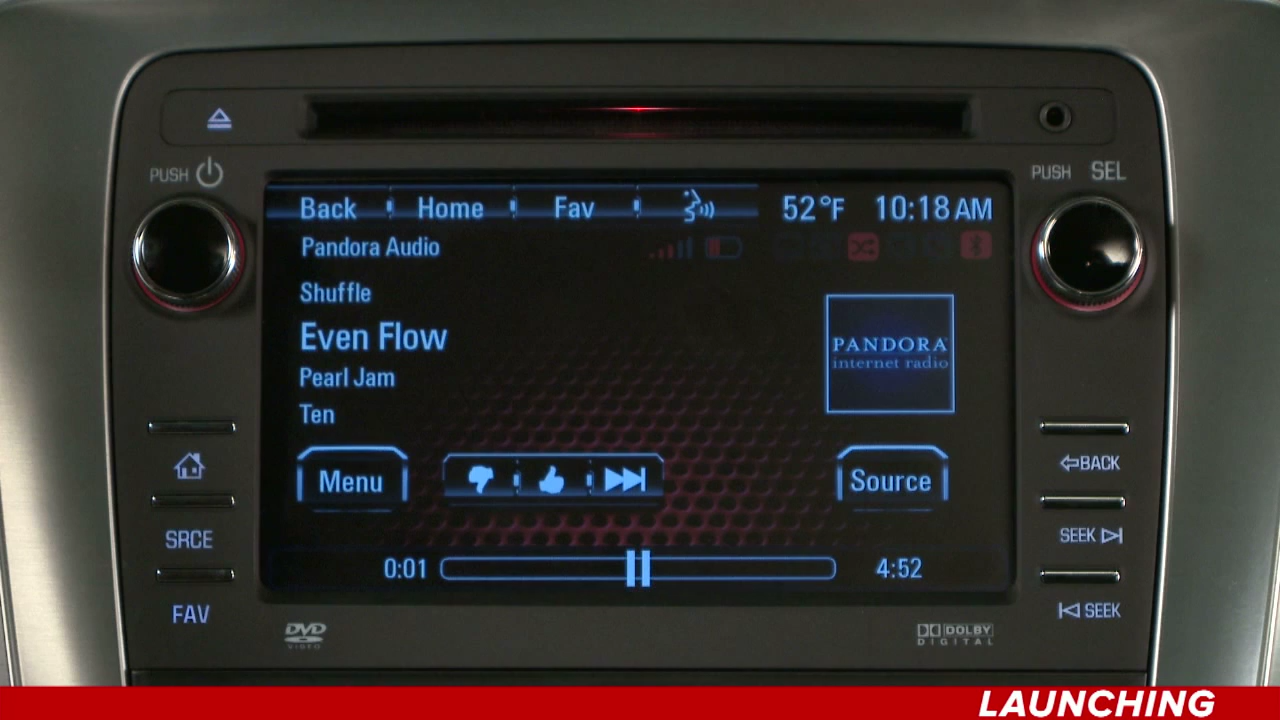 PUSH
PUSH SEL
Back Home Fav 52°F 10:18 AM
Pandora Audio
Shuffle
Even Flow
PANDORA
internet radio
Pearl Jam
Ten
Menu
Source
BACK
SRCE
SEEK
0:01 4:52
FAV
SEEK
DVD
VIDEO
DOLBY
DIGITAL
LAUNCHING